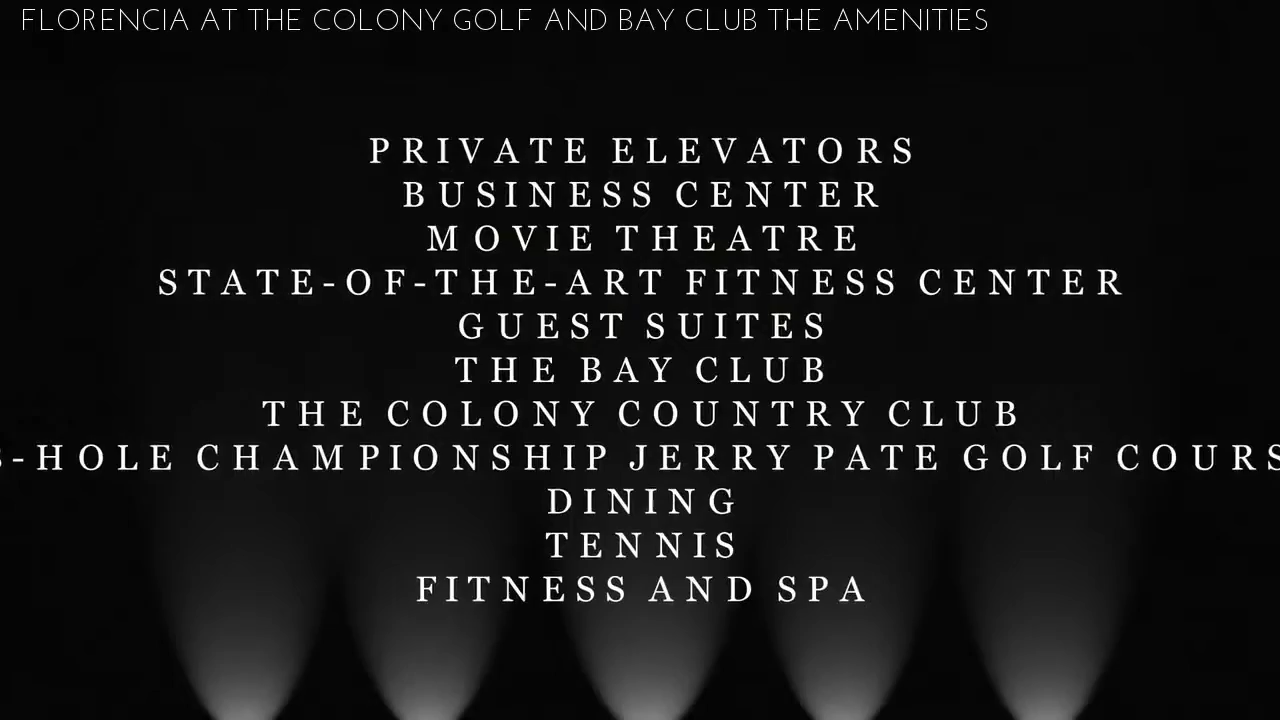 FLORENCIA AT THE COLONY GOLF AND BAY CLUB THE AMENITIES
PRIVATE ELEVATORS
BUSINESS CENTER
MOVIE THEATRE
STATE-OF-THE-ART FITNESS CENTER
GUEST SUITES
THE BAY CLUB
THE COLONY COUNTRY CLUB
-HOLE CHAMPIONSHIP JERRY PATE GOLF COURS
DINING
TENNIS
FITNESS AND SPA